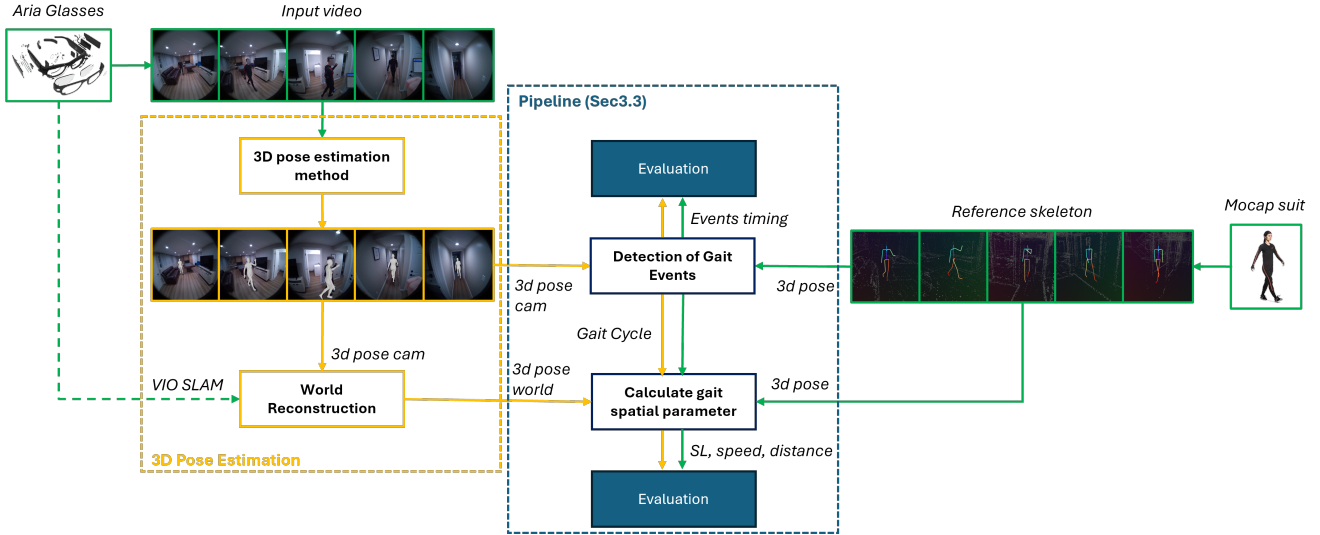 Aria Glasses
Input video
Pipeline (Sec3.3)
3D pose estimation
method
Evaluation
Events timing
Reference skeleton
Mocap suit
Detection of Gait
Events
3d pose
cam
3d pose
Gait Cycle
3d pose cam
VIO SLAM
World
Reconstruction
3d pose
world
Calculate gait
spatial parameter
3d pose
SL, speed, distance
3D Pose Estimation
Evaluation